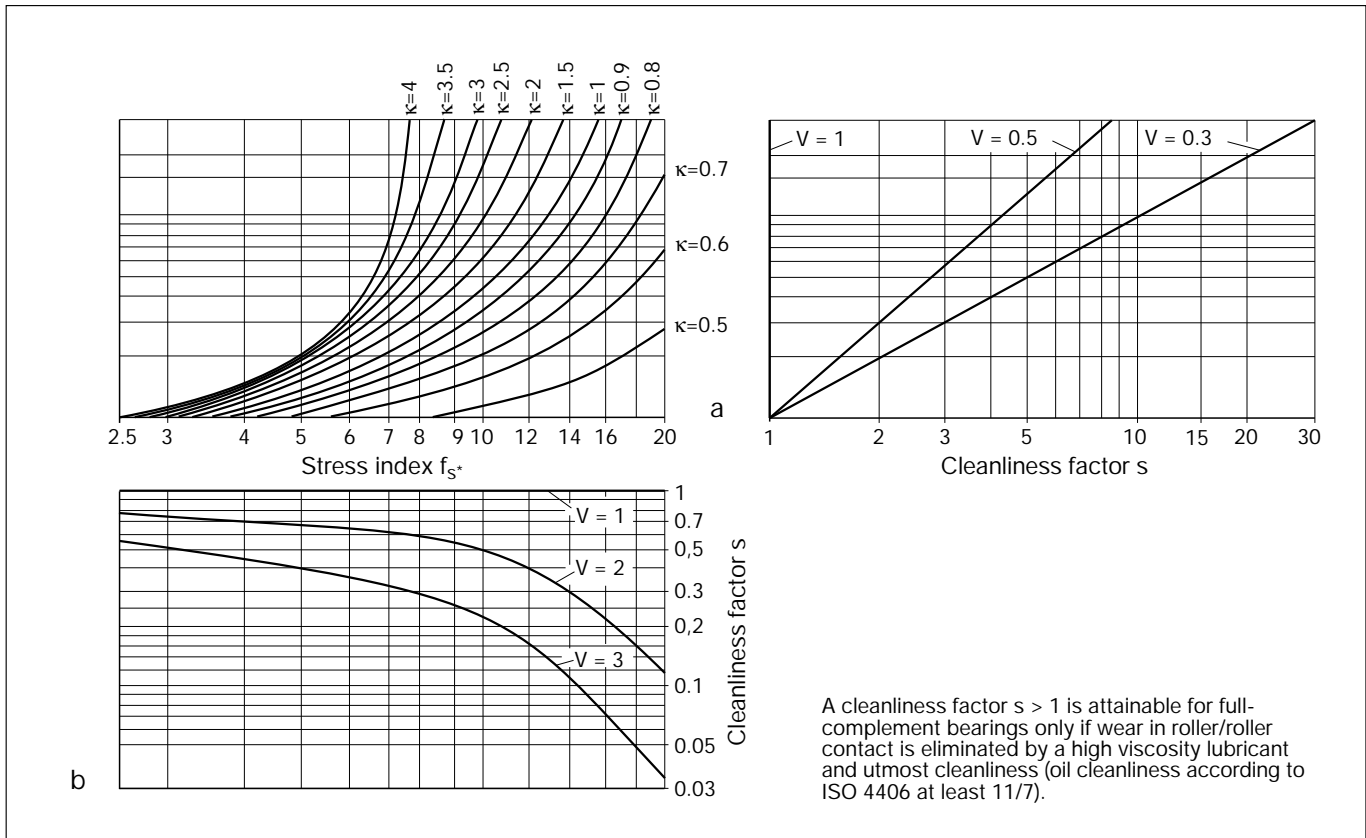 κ=4
κ=3.5
κ=3
κ=2.5
κ=2
κ=1.5
κ=1
κ=0.9
κ=0.8
κ=0.7
κ=0.6
κ=0.5
2.5 3 4 5 6 7 8 9 10 12 14 16 20
Stress index fs*
a
V = 1
V = 0.5
V = 0.3
1 2 3 5 10 15 20 30
Cleanliness factor s
V = 1
V = 2
V = 3
1
0.7
0,5
0.3
0,2
0.1
0.05
0.03
Cleanliness factor s
b
A cleanliness factor s > 1 is attainable for full-
complement bearings only if wear in roller/roller
contact is eliminated by a high viscosity lubricant
and utmost cleanliness (oil cleanliness according to
ISO 4406 at least 11/7).